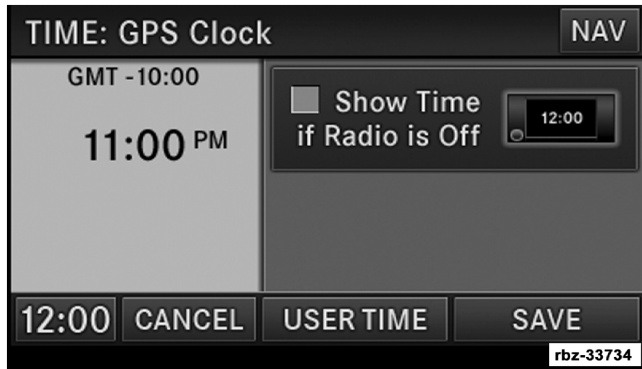 TIME: GPS Clock
NAV
GMT -10:00
11:00 PM
Show Time
if Radio is Off
12:00
12:00
CANCEL
USER TIME
SAVE
rbz-33734